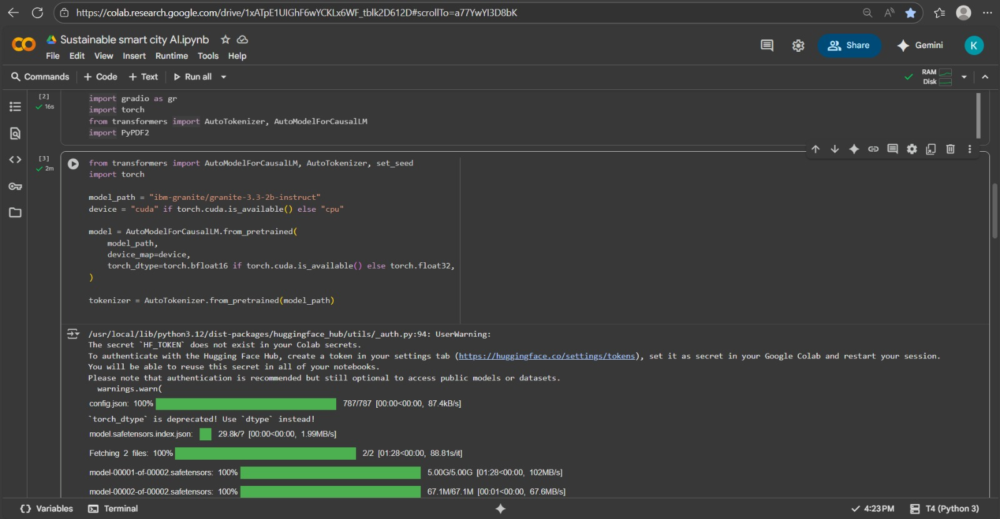 https://colab.research.google.com/drive/1xATpE1UIGhF6wYCKLx6WF_tblk2D612D#scrollTo=a77YwYI3D8bK
Sustainable smart city AI.ipynb
File Edit View Insert Runtime Tools Help
Share
Gemini
K
Commands + Code + Text Run all
RAM
Disk
[2]
16s
import gradio as gr
import torch
from transformers import AutoTokenizer, AutoModelForCausalLM
import PyPDF2
[3]
2m
from transformers import AutoModelForCausalLM, AutoTokenizer, set_seed
import torch
model_path = "ibm-granite/granite-3.3-2b-instruct"
device = "cuda" if torch.cuda.is_available() else "cpu"
model = AutoModelForCausalLM.from_pretrained(
model_path,
device_map=device,
torch_dtype=torch.bfloat16 if torch.cuda.is_available() else torch.float32,
)
tokenizer = AutoTokenizer.from_pretrained(model_path)
/usr/local/lib/python3.12/dist-packages/huggingface_hub/utils/_auth.py:94: UserWarning:
The secret `HF_TOKEN` does not exist in your Colab secrets.
To authenticate with the Hugging Face Hub, create a token in your settings tab (https://huggingface.co/settings/tokens), set it as secret in your Google Colab and restart your session.
You will be able to reuse this secret in all of your notebooks.
Please note that authentication is recommended but still optional to access public models or datasets.
warnings.warn(
config.json: 100% 787/787 [00:00<00:00, 87.4kB/s]
`torch_dtype` is deprecated! Use `dtype` instead!
model.safetensors.index.json: 29.8k/? [00:00<00:00, 1.99MB/s]
Fetching 2 files: 100% 2/2 [01:28<00:00, 88.81s/it]
model-00001-of-00002.safetensors: 100% 5.00G/5.00G [01:28<00:00, 102MB/s]
model-00002-of-00002.safetensors: 100% 67.1M/67.1M [00:01<00:00, 67.6MB/s]
{} Variables Terminal
4:23 PM
T4 (Python 3)